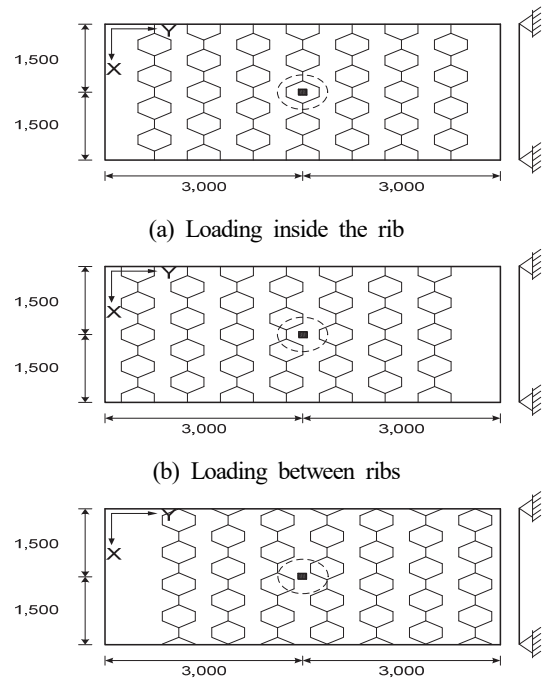 Y
1,500
X
1,500
3,000 3,000
(a) Loading inside the rib
Y
1,500
X
1,500
3,000 3,000
(b) Loading between ribs
Y
1,500
X
1,500
3,000 3,000